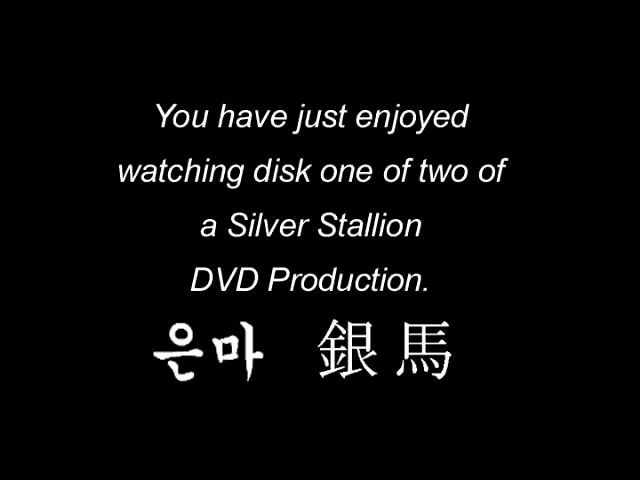 You have just enjoyed
watching disk one of two of
a Silver Stallion
DVD Production.
은마 銀馬